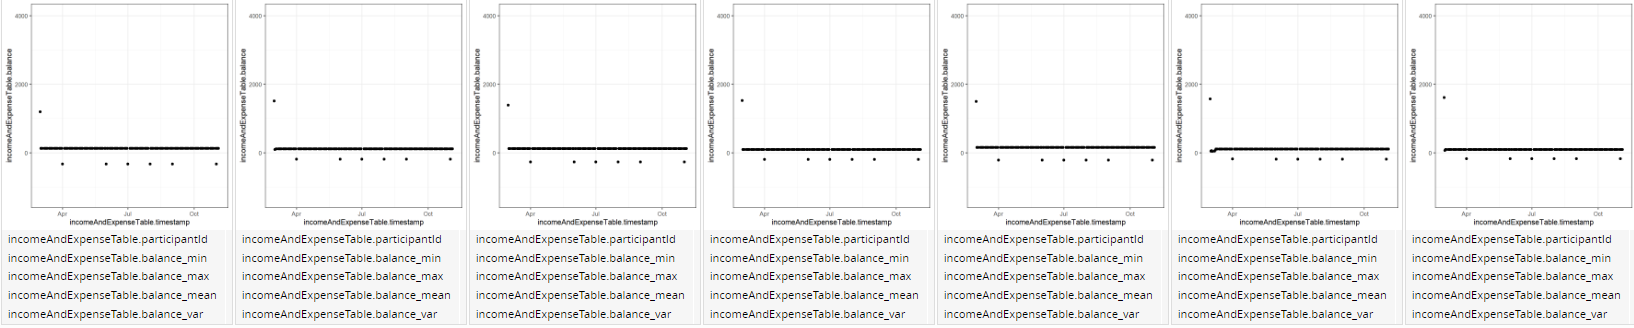 4000
2000
0
incomeAndExpenseTable.balance
Apr Jul Oct
incomeAndExpenseTable.timestamp
incomeAndExpenseTable.participantId
incomeAndExpenseTable.balance_min
incomeAndExpenseTable.balance_max
incomeAndExpenseTable.balance_mean
incomeAndExpenseTable.balance_var
4000
2000
0
incomeAndExpenseTable.balance
Apr Jul Oct
incomeAndExpenseTable.timestamp
incomeAndExpenseTable.participantId
incomeAndExpenseTable.balance_min
incomeAndExpenseTable.balance_max
incomeAndExpenseTable.balance_mean
incomeAndExpenseTable.balance_var
4000
2000
0
incomeAndExpenseTable.balance
Apr Jul Oct
incomeAndExpenseTable.timestamp
incomeAndExpenseTable.participantId
incomeAndExpenseTable.balance_min
incomeAndExpenseTable.balance_max
incomeAndExpenseTable.balance_mean
incomeAndExpenseTable.balance_var
4000
2000
0
incomeAndExpenseTable.balance
Apr Jul Oct
incomeAndExpenseTable.timestamp
incomeAndExpenseTable.participantId
incomeAndExpenseTable.balance_min
incomeAndExpenseTable.balance_max
incomeAndExpenseTable.balance_mean
incomeAndExpenseTable.balance_var
4000
2000
0
incomeAndExpenseTable.balance
Apr Jul Oct
incomeAndExpenseTable.timestamp
incomeAndExpenseTable.participantId
incomeAndExpenseTable.balance_min
incomeAndExpenseTable.balance_max
incomeAndExpenseTable.balance_mean
incomeAndExpenseTable.balance_var
4000
2000
0
incomeAndExpenseTable.balance
Apr Jul Oct
incomeAndExpenseTable.timestamp
incomeAndExpenseTable.participantId
incomeAndExpenseTable.balance_min
incomeAndExpenseTable.balance_max
incomeAndExpenseTable.balance_mean
incomeAndExpenseTable.balance_var
4000
2000
0
incomeAndExpenseTable.balance
Apr Jul Oct
incomeAndExpenseTable.timestamp
incomeAndExpenseTable.participantId
incomeAndExpenseTable.balance_min
incomeAndExpenseTable.balance_max
incomeAndExpenseTable.balance_mean
incomeAndExpenseTable.balance_var